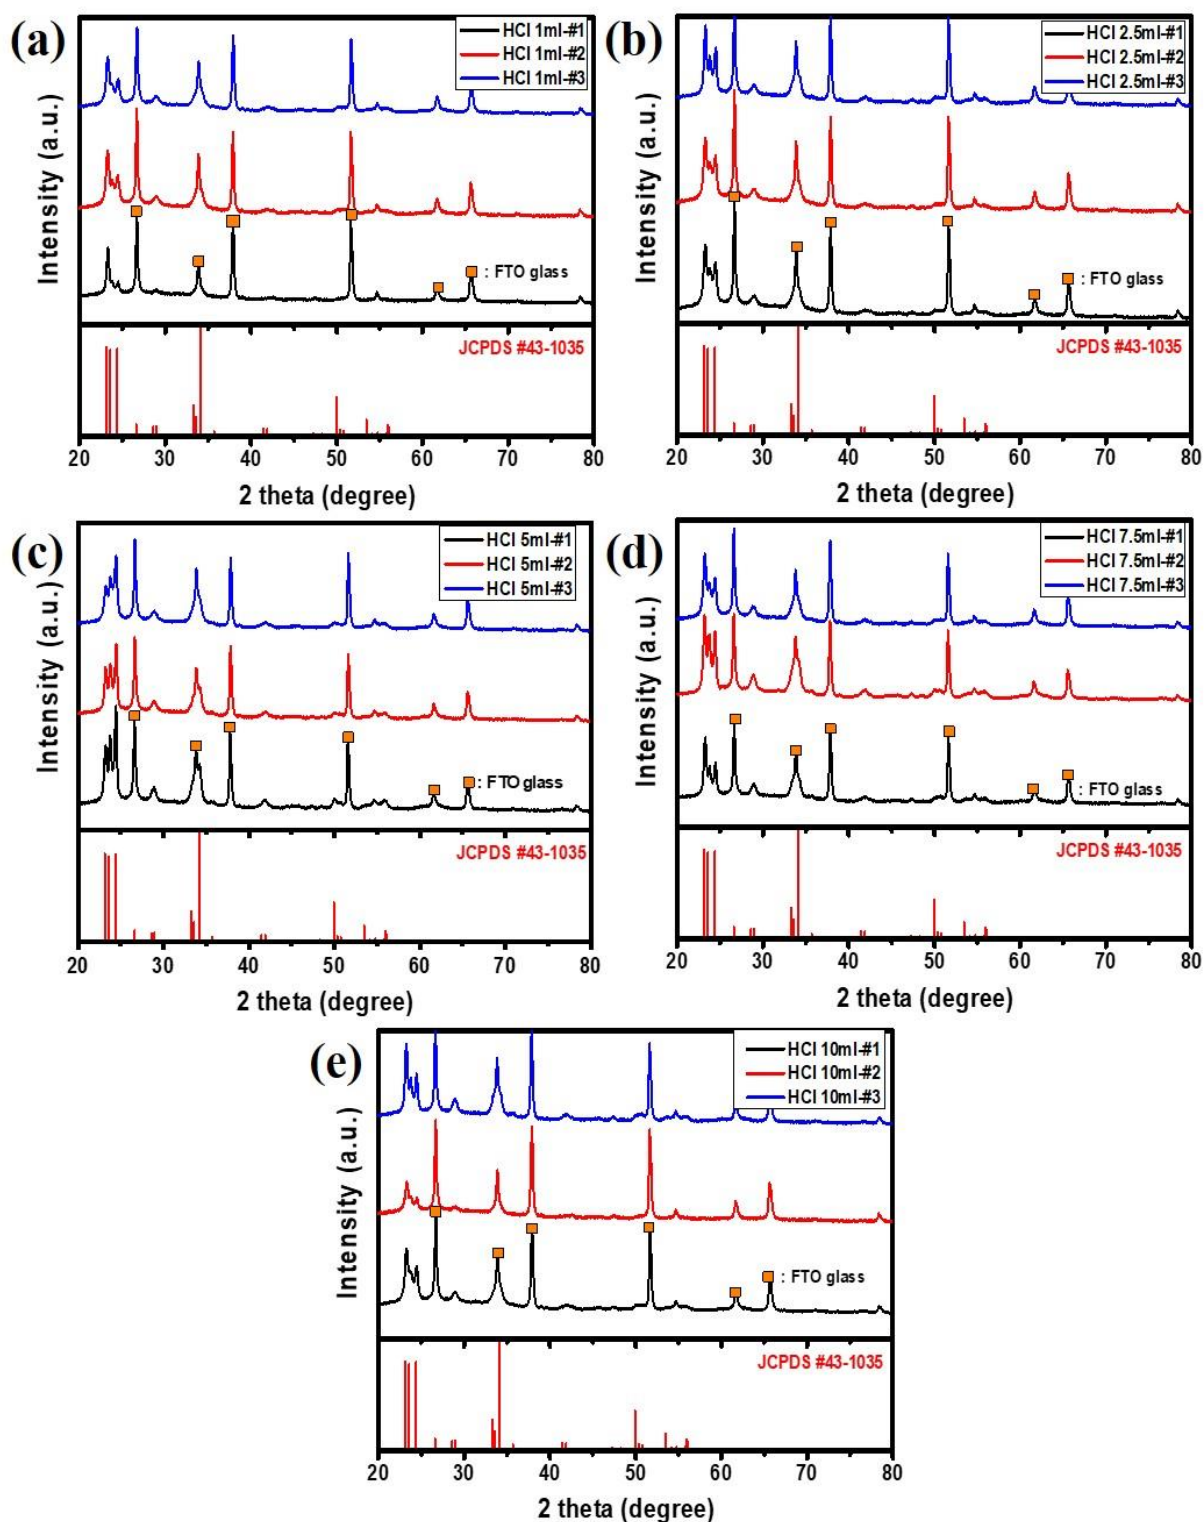 (a)
HCl 1ml-#1
HCl 1ml-#2
HCl 1ml-#3
Intensity (a.u.)
: FTO glass
JCPDS #43-1035
20 30 40 50 60 70 80
2 theta (degree)
(b)
HCl 2.5ml-#1
HCl 2.5ml-#2
HCl 2.5ml-#3
Intensity (a.u.)
: FTO glass
JCPDS #43-1035
20 30 40 50 60 70 80
2 theta (degree)
(c)
HCl 5ml-#1
HCl 5ml-#2
HCl 5ml-#3
Intensity (a.u.)
: FTO glass
JCPDS #43-1035
20 30 40 50 60 70 80
2 theta (degree)
(d)
HCl 7.5ml-#1
HCl 7.5ml-#2
HCl 7.5ml-#3
Intensity (a.u.)
: FTO glass
JCPDS #43-1035
20 30 40 50 60 70 80
2 theta (degree)
(e)
HCl 10ml-#1
HCl 10ml-#2
HCl 10ml-#3
Intensity (a.u.)
: FTO glass
JCPDS #43-1035
20 30 40 50 60 70 80
2 theta (degree)